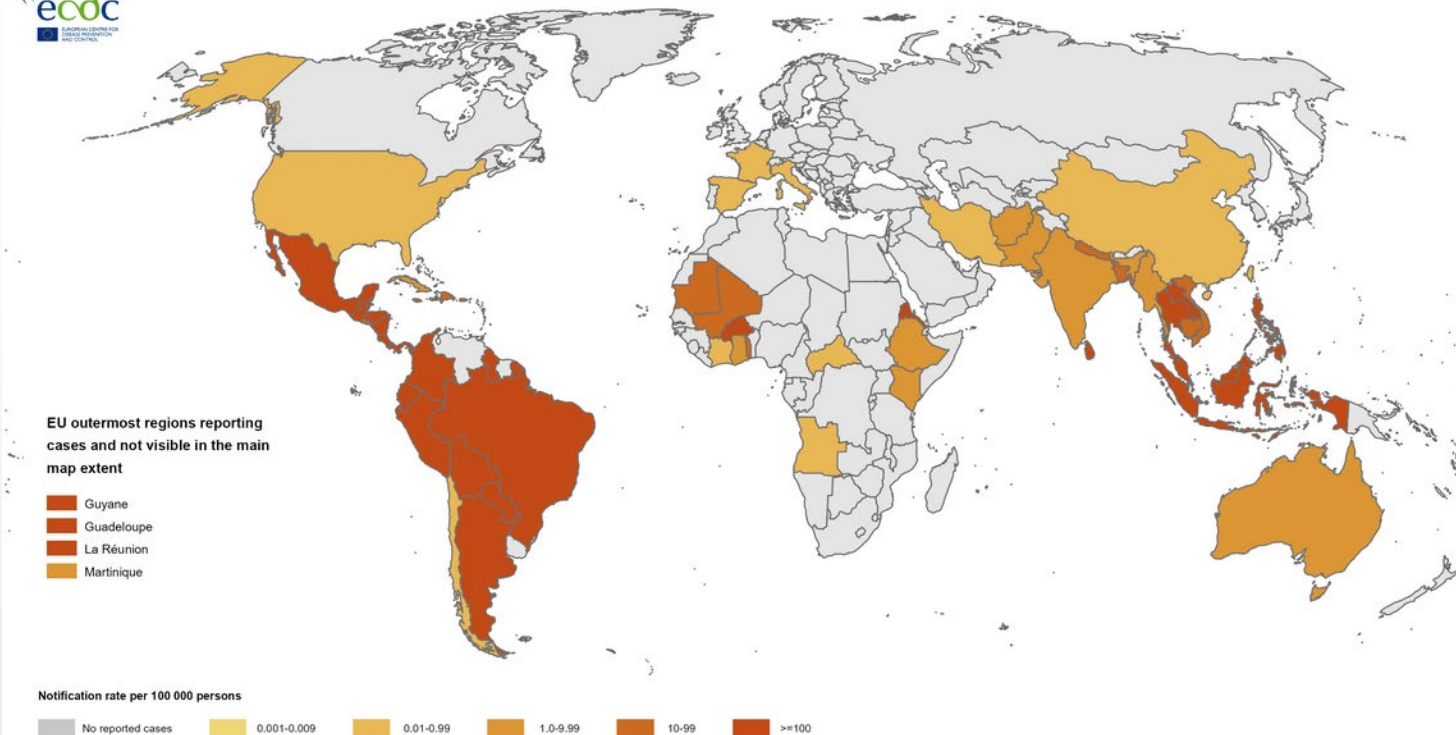 ecdc
EUROPEAN CENTRE FOR
DISEASE PREVENTION
AND CONTROL
EU outermost regions reporting
cases and not visible in the main
map extent
Guyane
Guadeloupe
La Réunion
Martinique
Notification rate per 100 000 persons
No reported cases
0.001-0.009
0.01-0.99
1.0-9.99
10-99
>=100